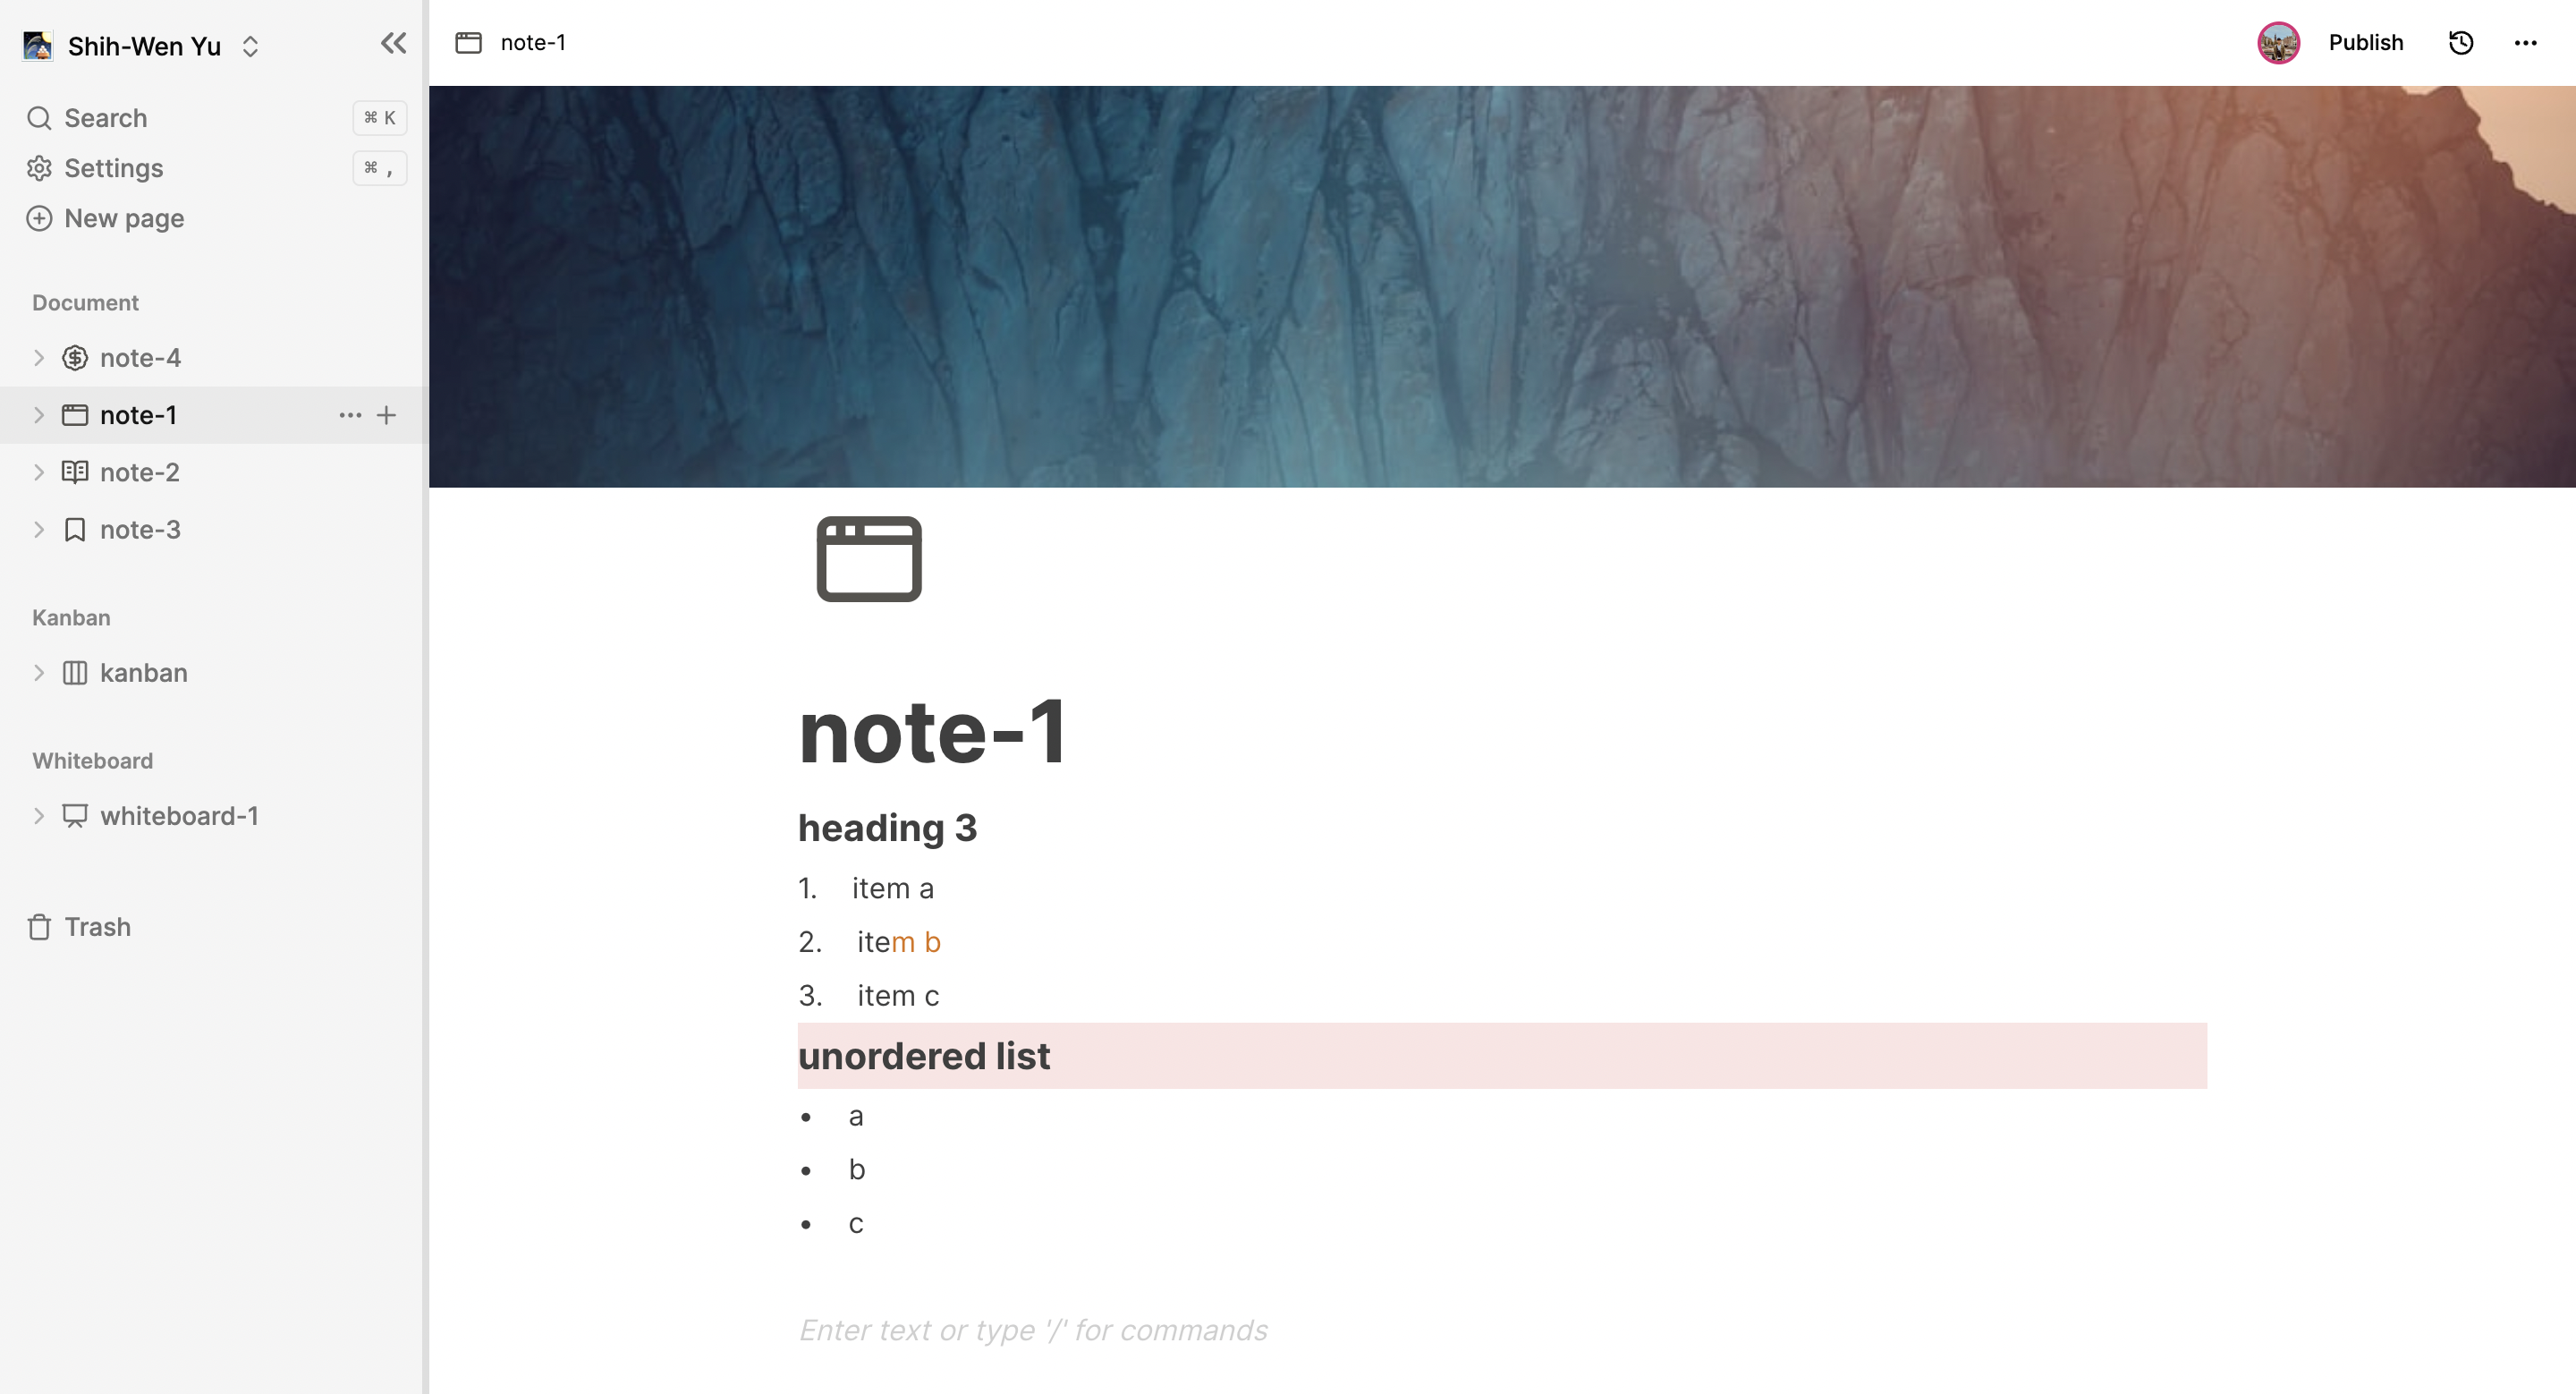 Shih-Wen Yu
Search ⌘ K
Settings ⌘ ,
New page
Document
note-4
note-1
note-2
note-3
Kanban
kanban
Whiteboard
whiteboard-1
Trash
note-1
Publish
note-1
heading 3
1. item a
2. item b
3. item c
unordered list
• a
• b
• c
Enter text or type '/' for commands